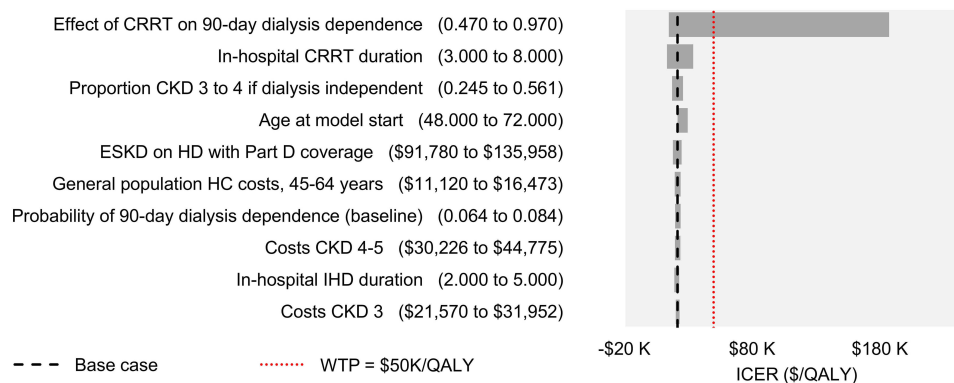 Effect of CRRT on 90-day dialysis dependence (0.470 to 0.970)
In-hospital CRRT duration (3.000 to 8.000)
Proportion CKD 3 to 4 if dialysis independent (0.245 to 0.561)
Age at model start (48.000 to 72.000)
ESKD on HD with Part D coverage ($91,780 to $135,958)
General population HC costs, 45-64 years ($11,120 to $16,473)
Probability of 90-day dialysis dependence (baseline) (0.064 to 0.084)
Costs CKD 4-5 ($30,226 to $44,775)
In-hospital IHD duration (2.000 to 5.000)
Costs CKD 3 ($21,570 to $31,952)
-$20 K $80 K $180 K
Base case WTP = $50K/QALY
ICER ($/QALY)